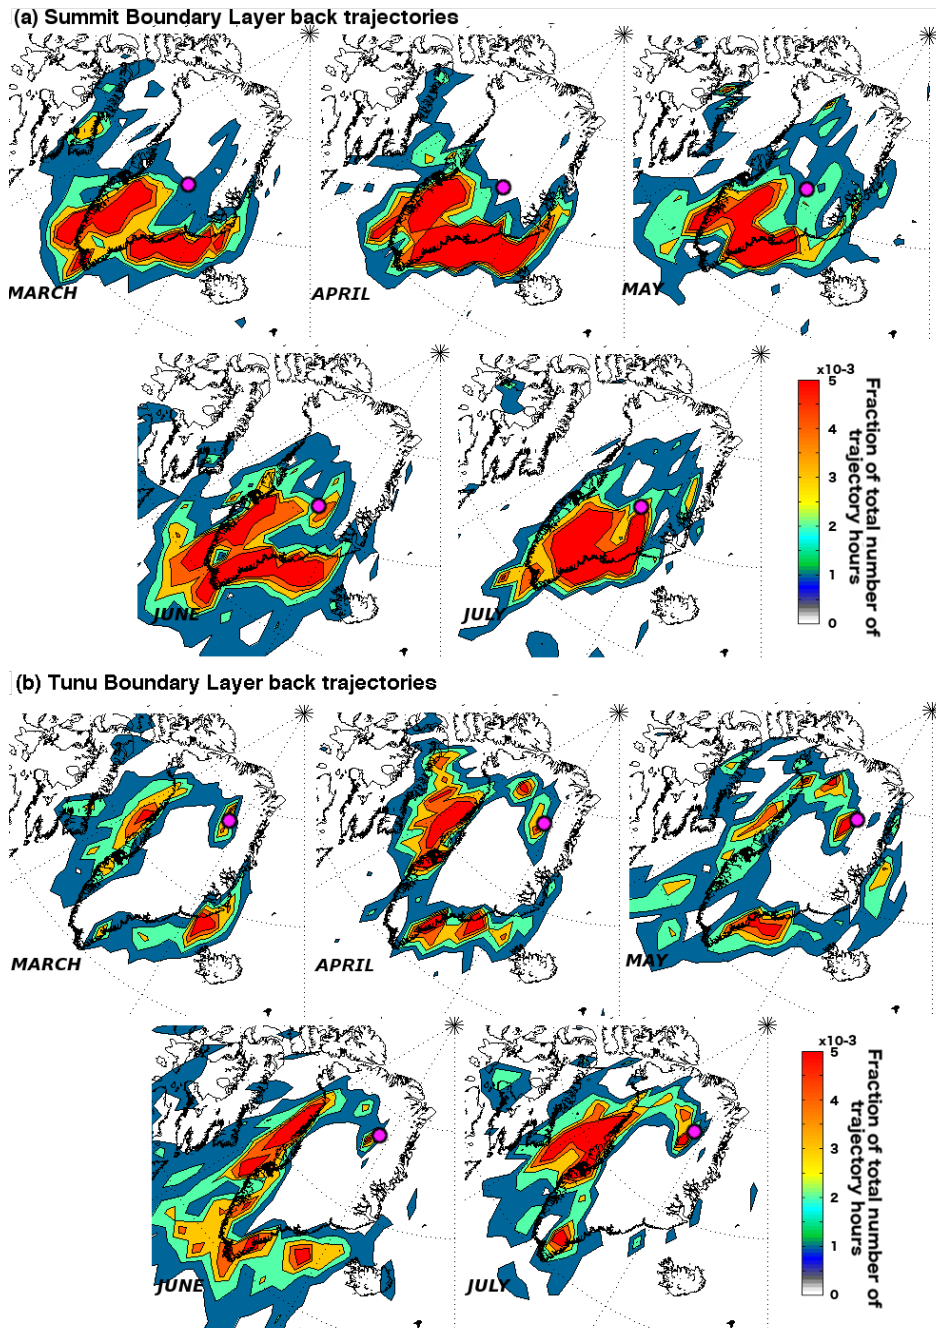 (a) Summit Boundary Layer back trajectories
MARCH
APRIL
MAY
JUNE
JULY
x10-3
5
4
3
2
1
0
Fraction of total number of
trajectory hours
(b) Tunu Boundary Layer back trajectories
MARCH
APRIL
MAY
JUNE
JULY
x10-3
5
4
3
2
1
0
Fraction of total number of
trajectory hours